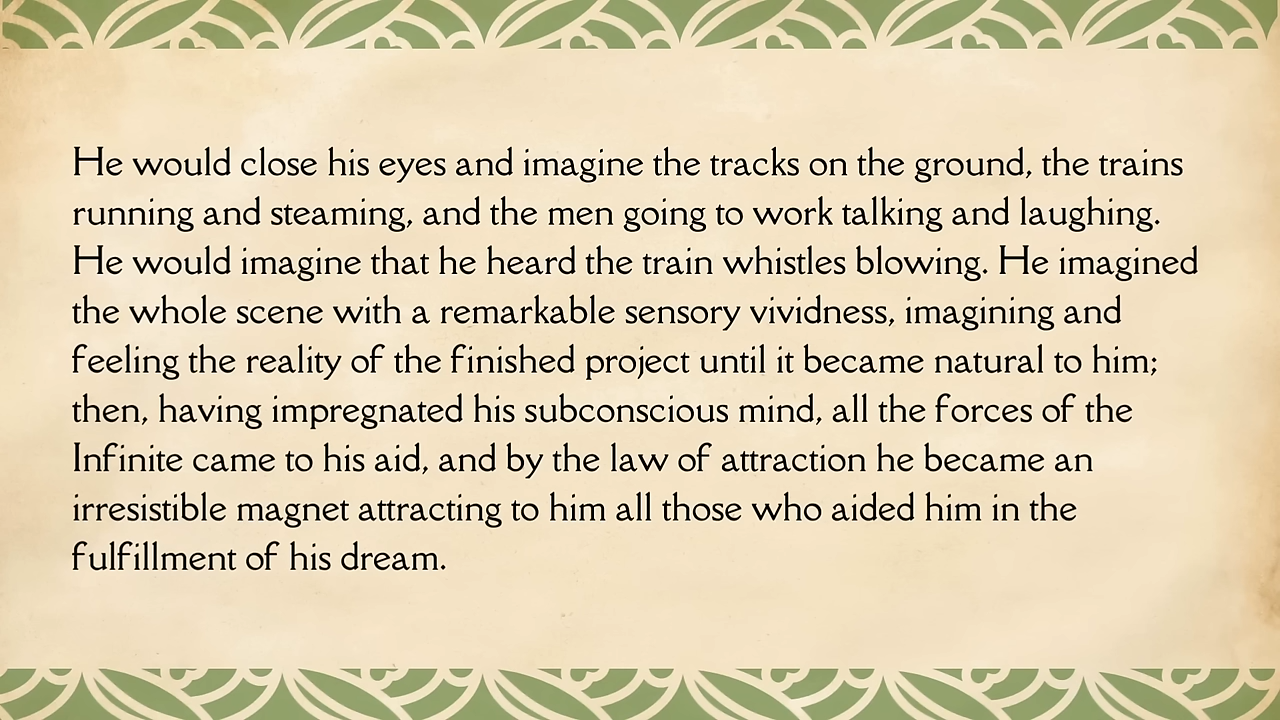 He would close his eyes and imagine the tracks on the ground, the trains
running and steaming, and the men going to work talking and laughing.
He would imagine that he heard the train whistles blowing. He imagined
the whole scene with a remarkable sensory vividness, imagining and
feeling the reality of the finished project until it became natural to him;
then, having impregnated his subconscious mind, all the forces of the
Infinite came to his aid, and by the law of attraction he became an
irresistible magnet attracting to him all those who aided him in the
fulfillment of his dream.